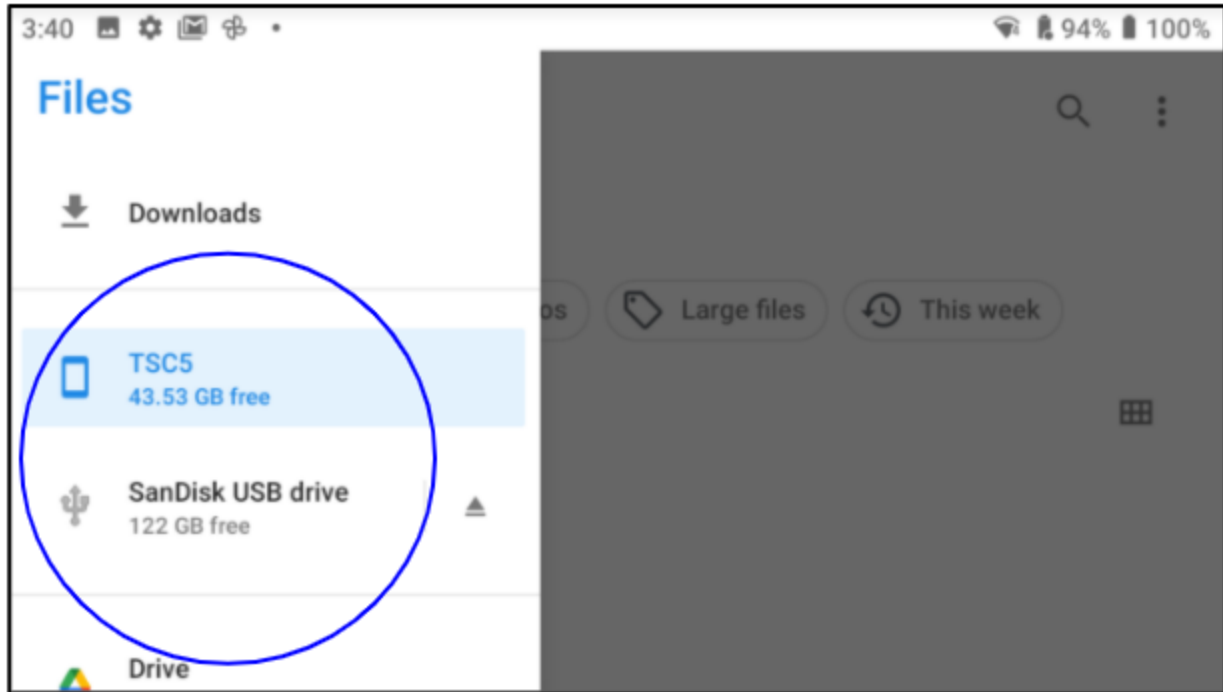 3:40 94% 100%
Files
Downloads
os Large files This week
TSC5
43.53 GB free
SanDisk USB drive
122 GB free
Drive